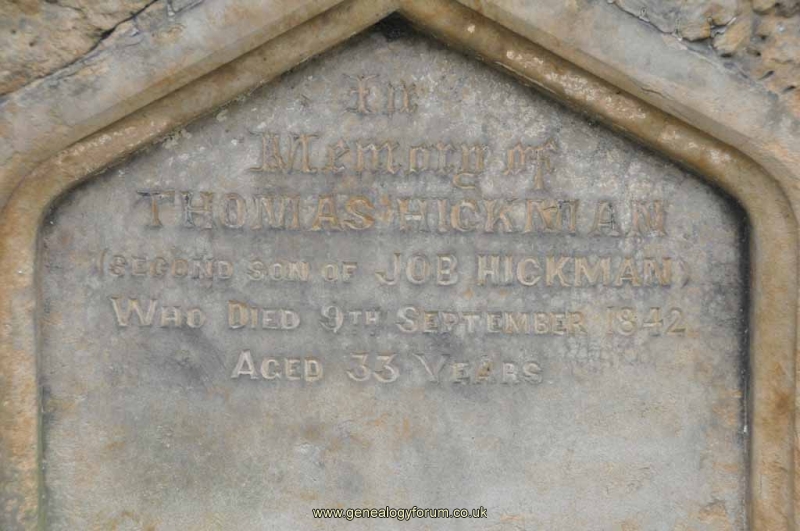 In
Memory of
THOMAS HICKMAN
(SECOND SON OF JOB HICKMAN)
WHO DIED 9TH SEPTEMBER 1842
AGED 33 YEARS
www.genealogyforum.co.uk